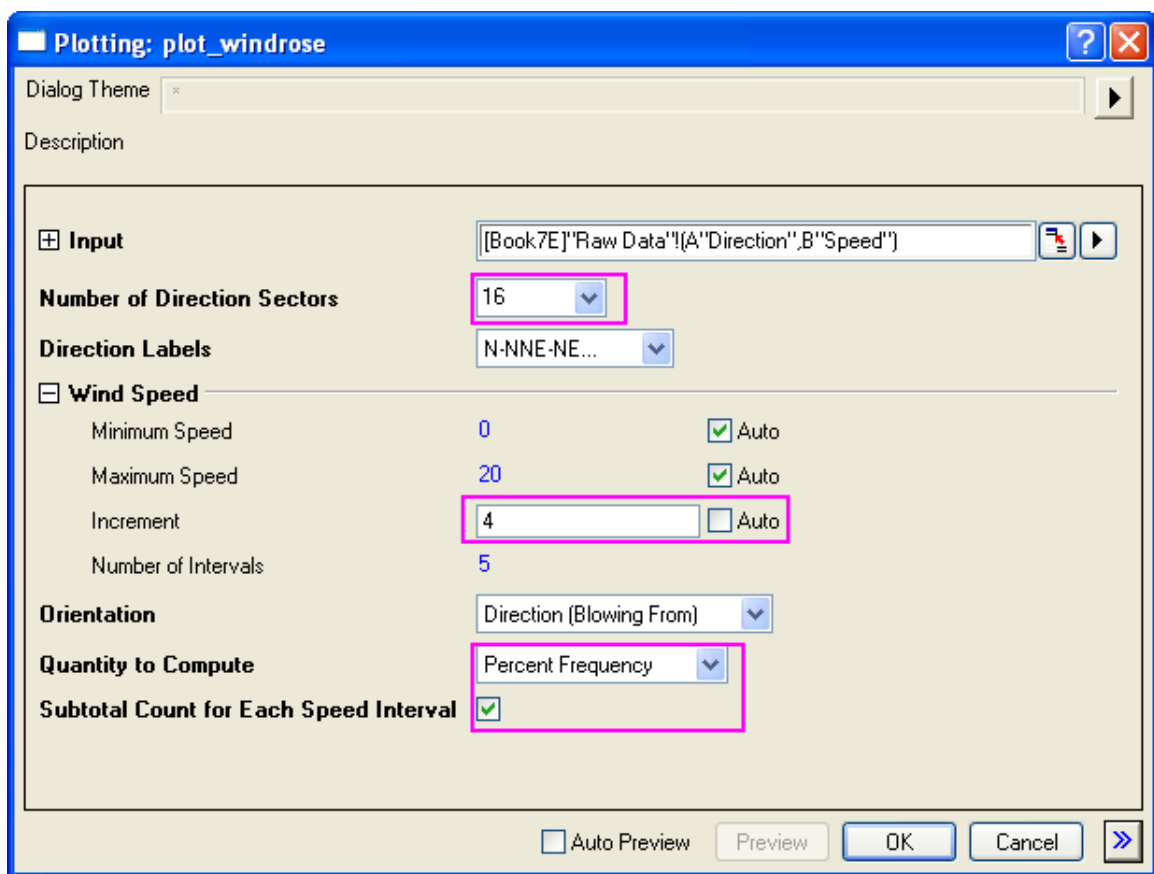 Plotting: plot_windrose
Dialog Theme *
Description
Input [Book7E]"Raw Data"!(A"Direction",B"Speed")
Number of Direction Sectors 16
Direction Labels N-NNE-NE...
Wind Speed
Minimum Speed 0 Auto
Maximum Speed 20 Auto
Increment 4 Auto
Number of Intervals 5
Orientation Direction (Blowing From)
Quantity to Compute Percent Frequency
Subtotal Count for Each Speed Interval
Auto Preview Preview OK Cancel